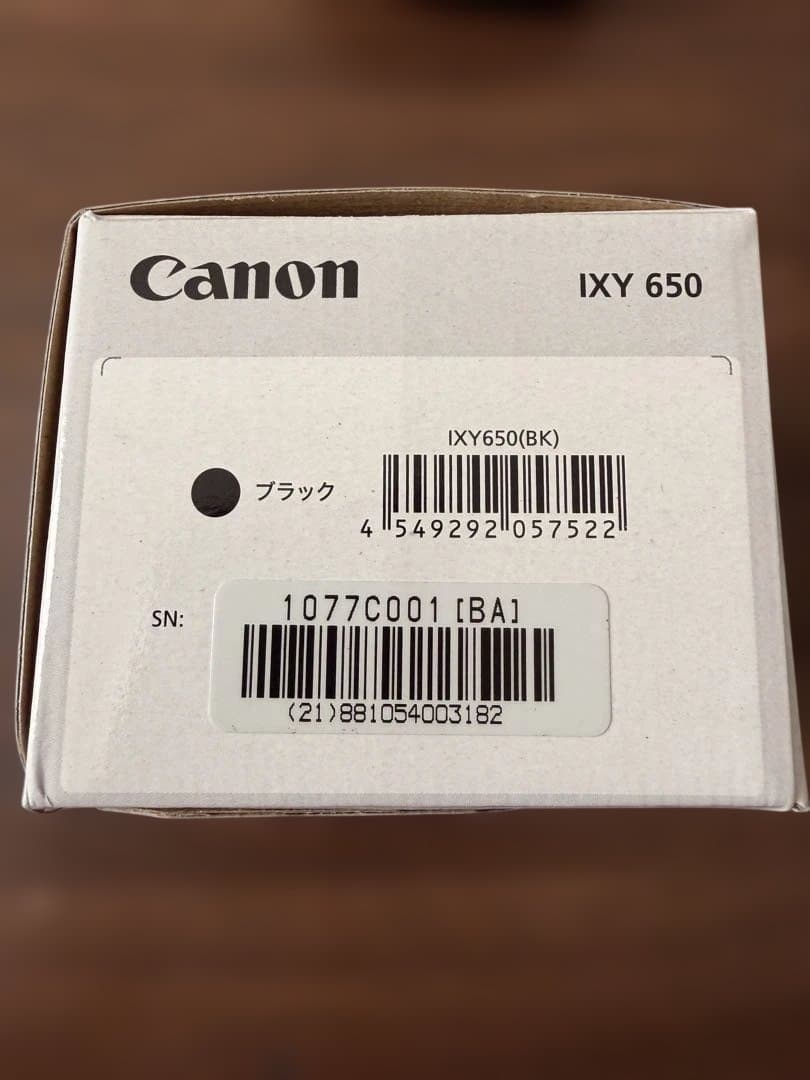 Canon
IXY 650
IXY650(BK)
ブラック
4 549292 057522
SN:
1077C001 [BA]
(21)881054003182